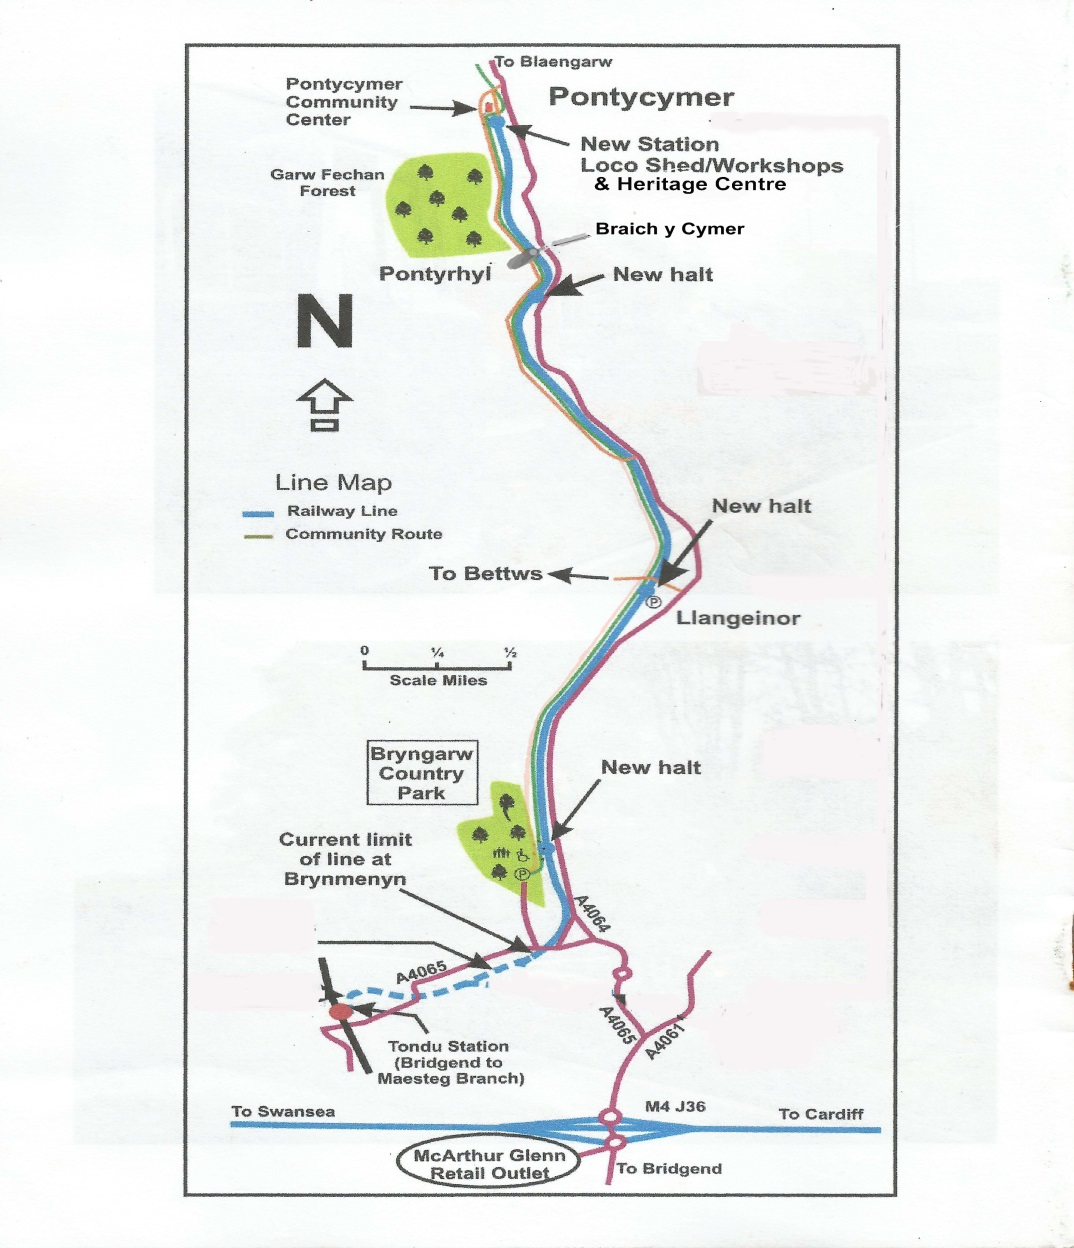 To Blaengarw
Pontycymer
Community
Center
Pontycymer
New Station
Loco Shed/Workshops
& Heritage Centre
Garw Fechan
Forest
Braich y Cymer
Pontyrhyl
New halt
N
Line Map
Railway Line
Community Route
New halt
To Bettws
P
Llangeinor
0 ¼ ½
Scale Miles
Bryngarw
Country
Park
New halt
Current limit
of line at
Brynmenyn
P
A4064
A4065
A4065
A4061
Tondu Station
(Bridgend to
Maesteg Branch)
To Swansea
M4 J36
To Cardiff
McArthur Glenn
Retail Outlet
To Bridgend